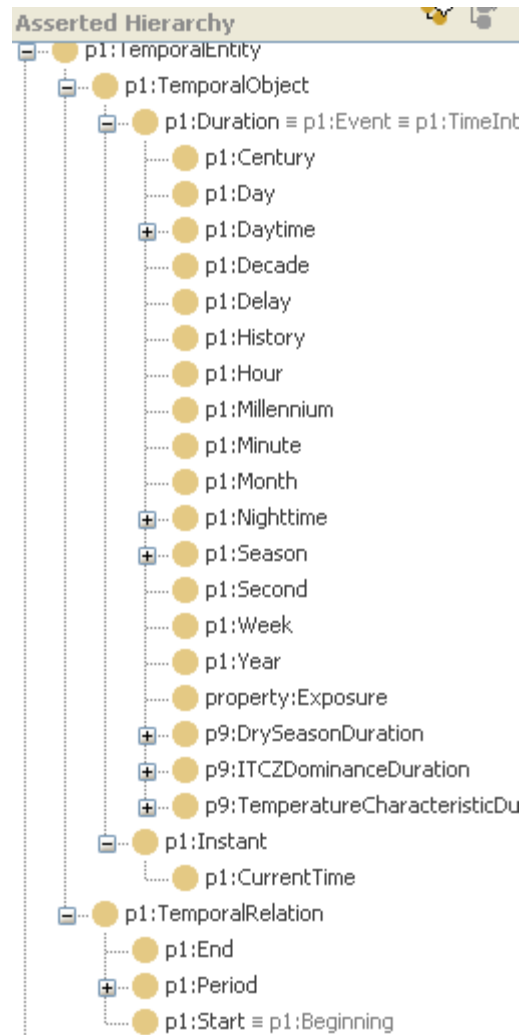 Asserted Hierarchy
p1:TemporalEntity
p1:TemporalObject
p1:Duration ≡ p1:Event ≡ p1:TimeInt
p1:Century
p1:Day
p1:Daytime
p1:Decade
p1:Delay
p1:History
p1:Hour
p1:Millennium
p1:Minute
p1:Month
p1:Nighttime
p1:Season
p1:Second
p1:Week
p1:Year
property:Exposure
p9:DrySeasonDuration
p9:ITCZDominanceDuration
p9:TemperatureCharacteristicDu
p1:Instant
p1:CurrentTime
p1:TemporalRelation
p1:End
p1:Period
p1:Start ≡ p1:Beginning